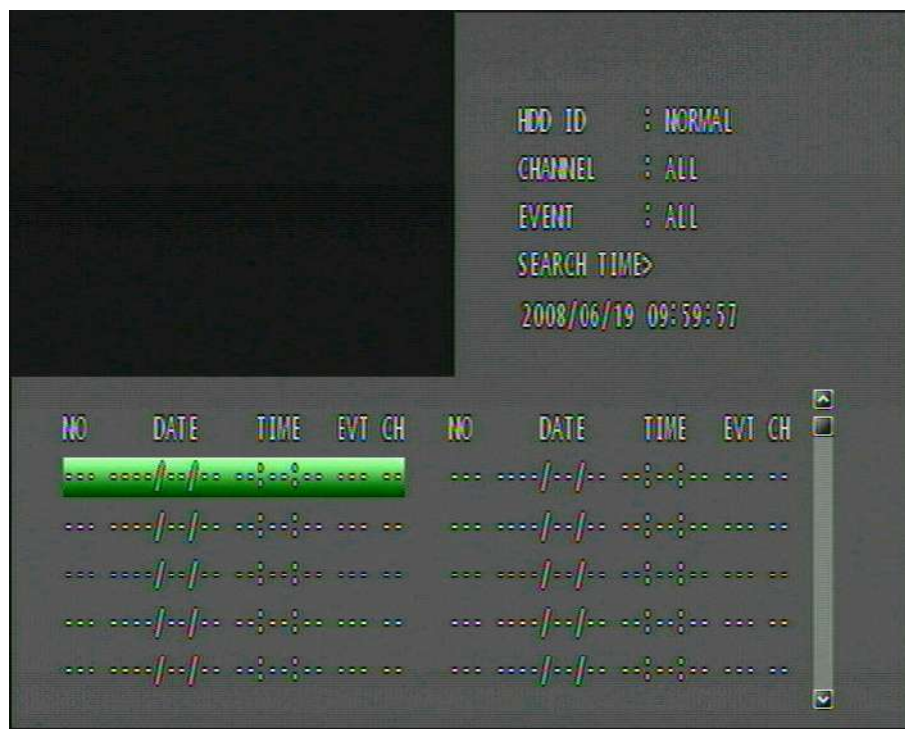 HDD ID : NORMAL
CHANNEL : ALL
EVENT : ALL
SEARCH TIME>
2008/06/19 09:59:57
NO DATE TIME EVT CH NO DATE TIME EVT CH
--- ----/--/-- --:--:-- --- -- --- ----/--/-- --:--:-- --- --
--- ----/--/-- --:--:-- --- -- --- ----/--/-- --:--:-- --- --
--- ----/--/-- --:--:-- --- -- --- ----/--/-- --:--:-- --- --
--- ----/--/-- --:--:-- --- -- --- ----/--/-- --:--:-- --- --
--- ----/--/-- --:--:-- --- -- --- ----/--/-- --:--:-- --- --